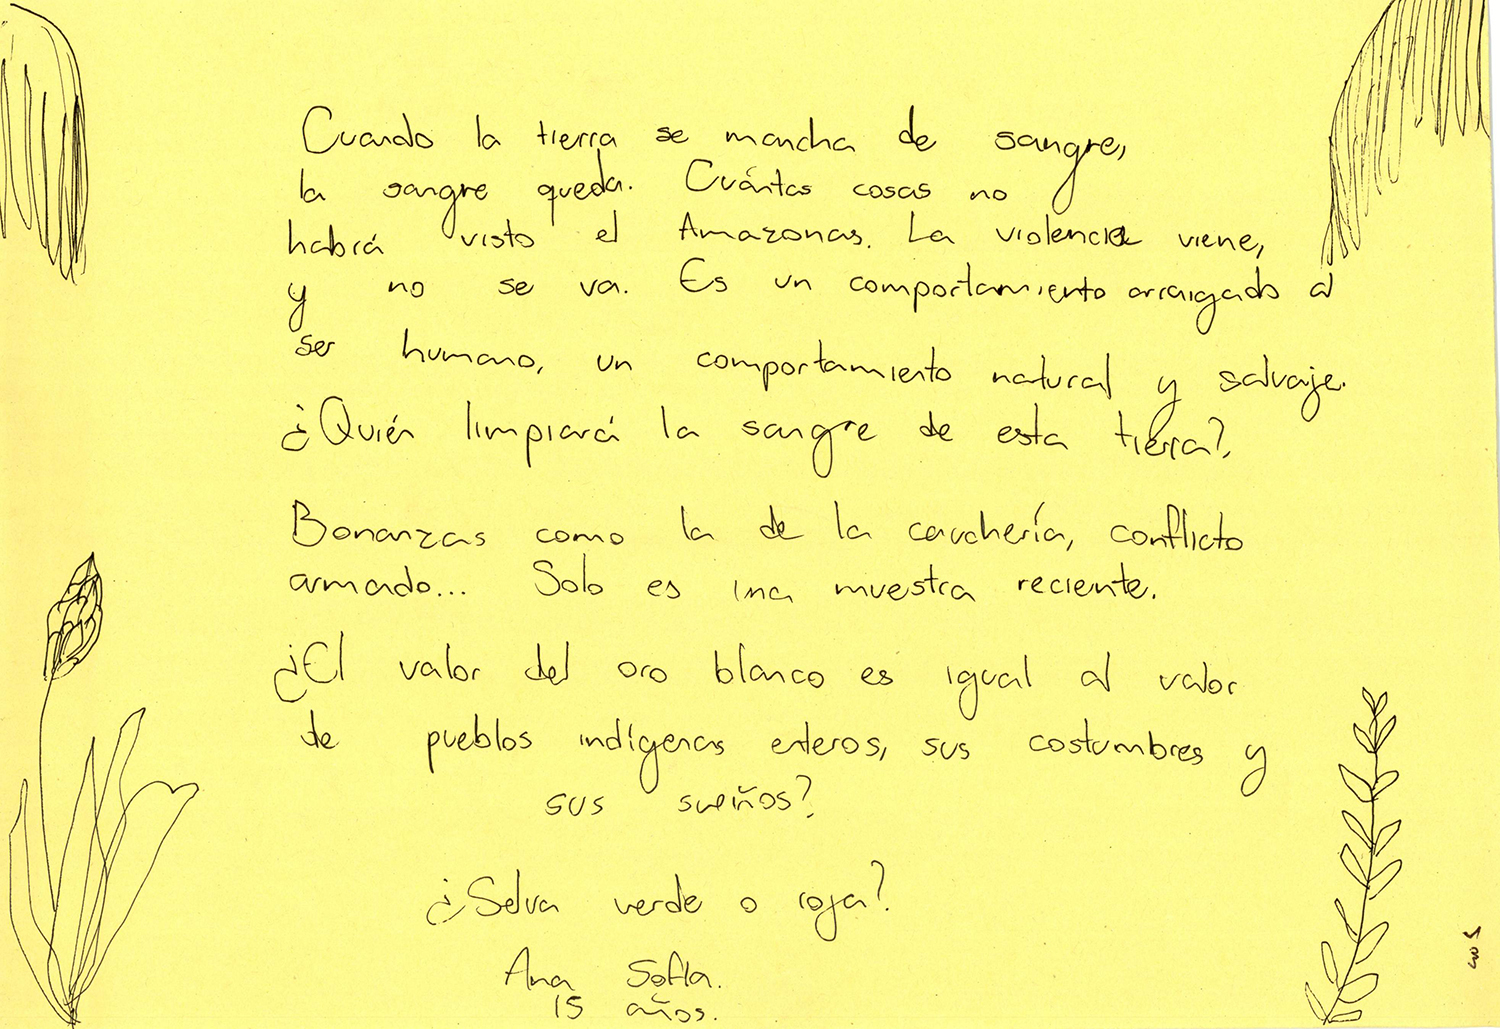 Cuando la tierra se mancha de sangre,
la sangre queda. Cuántas cosas no
habrá visto el Amazonas. La violencia viene,
y no se va. Es un comportamiento arraigado al
ser humano, un comportamiento natural y salvaje.
¿Quién limpiará la sangre de esta tierra?.
Bonanzas como la de la cauchería, conflicto
armado... Solo es una muestra reciente.
¿El valor del oro blanco es igual al valor
de pueblos indígenas enteros, sus costumbres y
sus sueños?.
¿Selva verde o roja?.
Ana Sofía.
15 años.